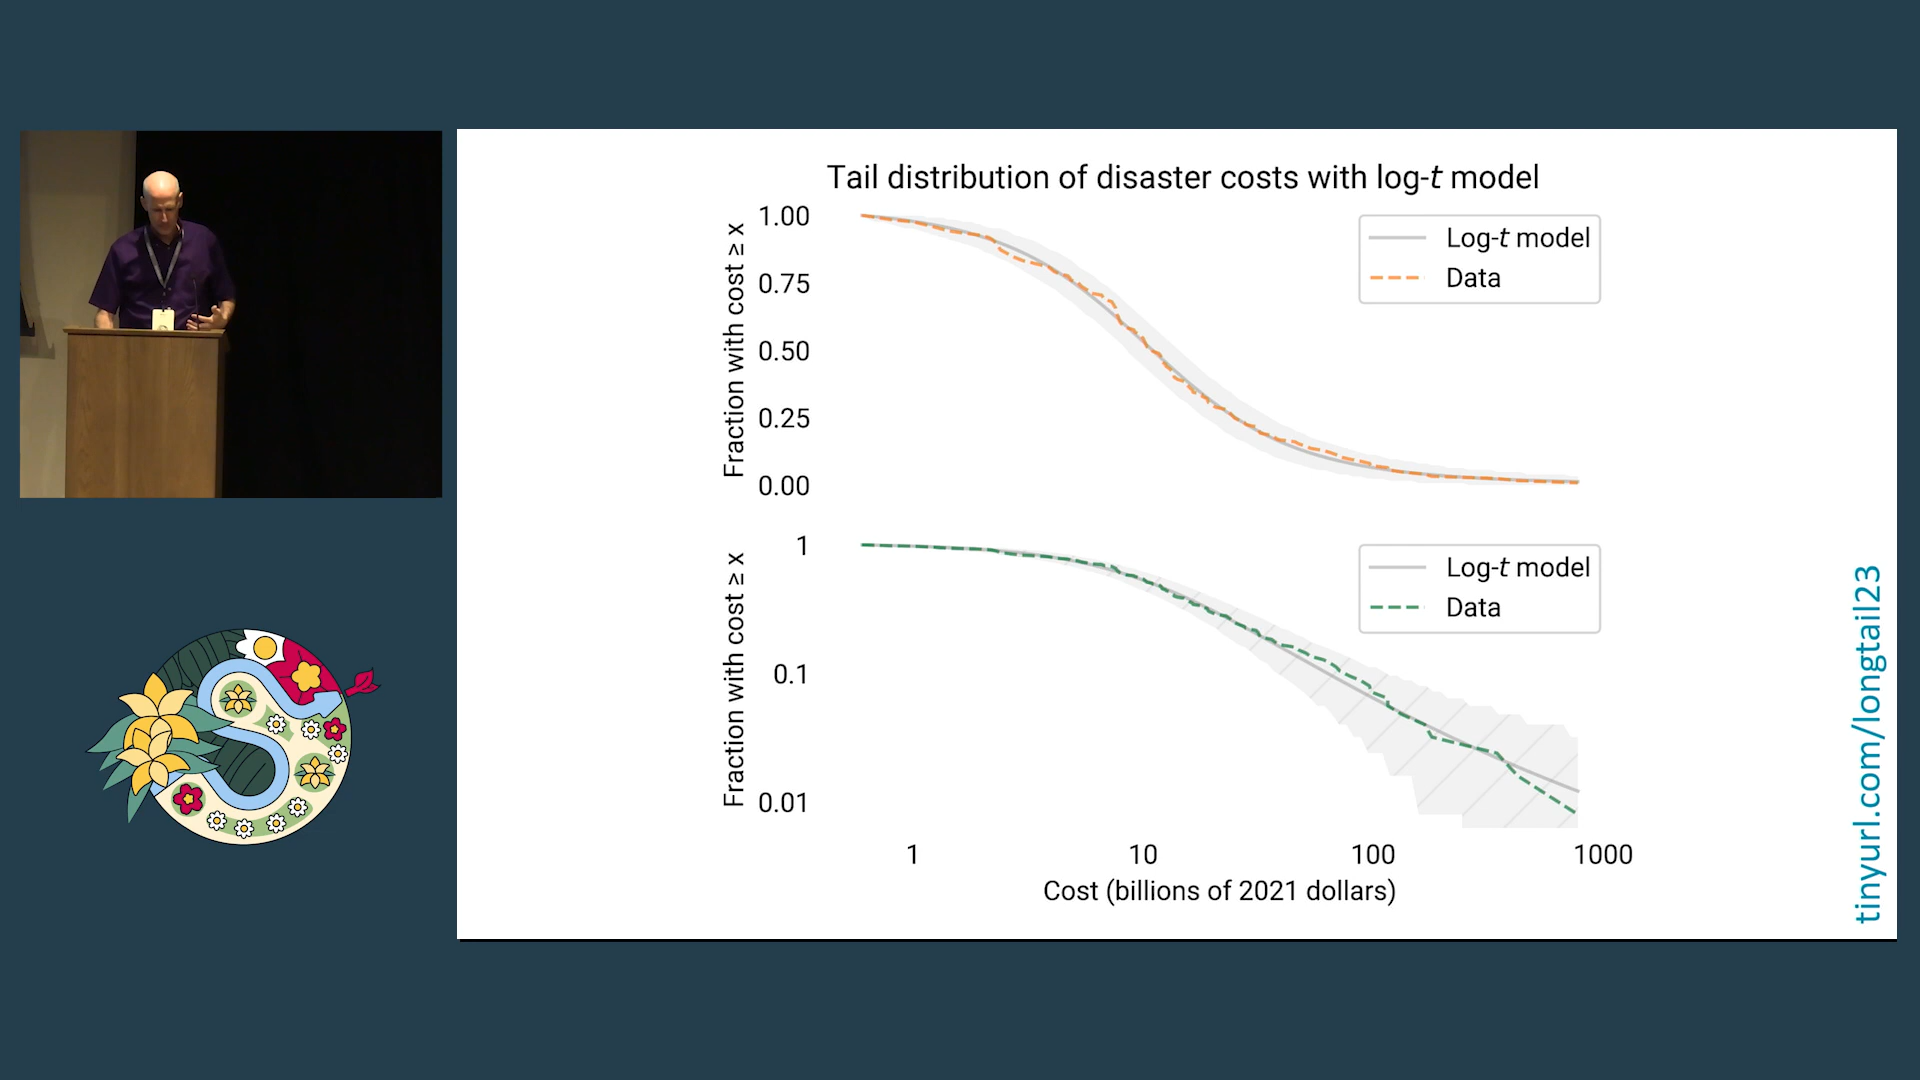 Tail distribution of disaster costs with log-t model
Fraction with cost ≥ x
1.00
0.75
0.50
0.25
0.00
Log-t model
Data
Fraction with cost ≥ x
1
0.1
0.01
Log-t model
Data
1 10 100 1000
Cost (billions of 2021 dollars)
tinyurl.com/longtail23